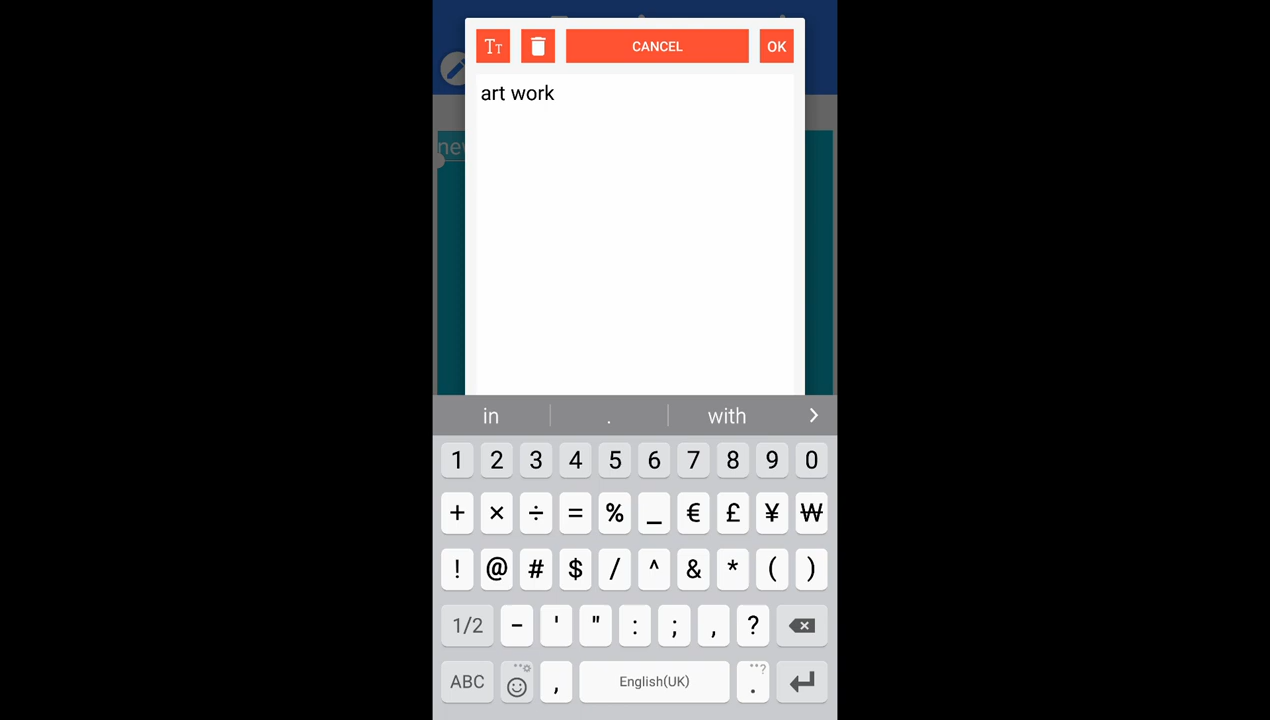 Tт CANCEL OK
art work
in . with
1 2 3 4 5 6 7 8 9 0
+ × ÷ = % _ € £ ¥ ₩
! @ # $ / ^ & * ( )
1/2 - ' " : ; , ?
ABC , English(UK) .